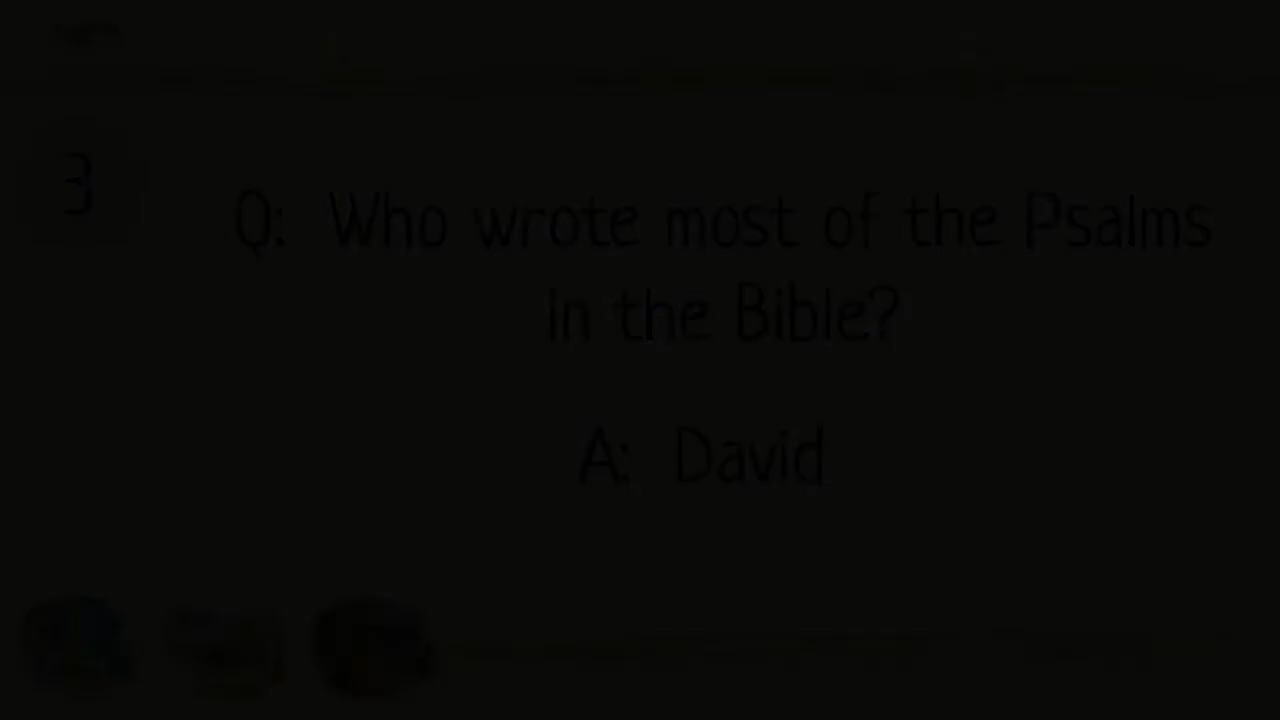 3
Q: Who wrote most of the Psalms
in the Bible?
A: David